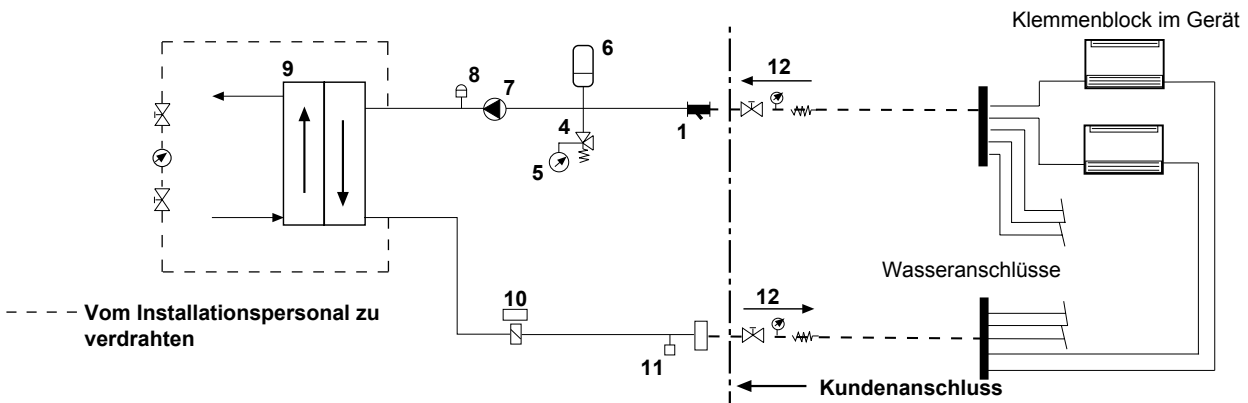 Klemmenblock im Gerät
6
9
8
7
12
4
1
5
Wasseranschlüsse
12
10
Vom Installationspersonal zu
verdrahten
11
Kundenanschluss